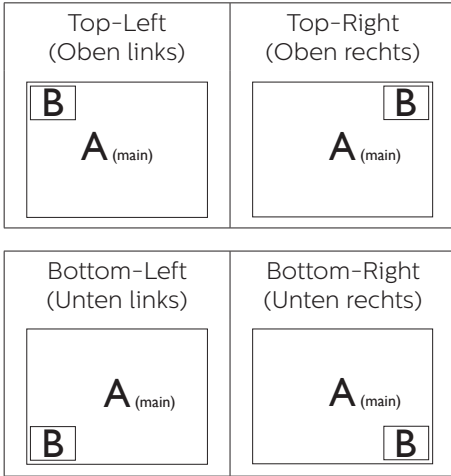 Top-Left
(Oben links)
B
A (main)
Top-Right
(Oben rechts)
B
A (main)
Bottom-Left
(Unten links)
A (main)
B
Bottom-Right
(Unten rechts)
A (main)
B